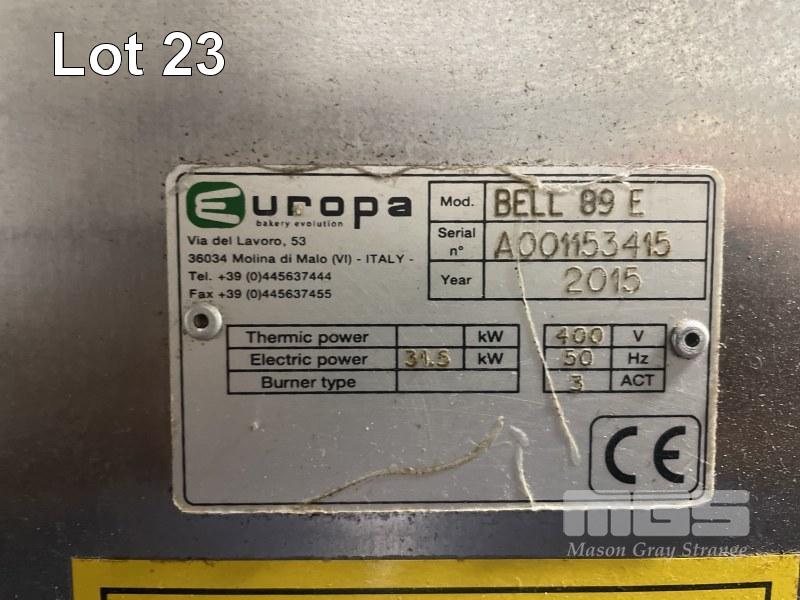 Lot 23
Europa
bakery evolution
Via del Lavoro, 53
36034 Molina di Malo (VI) - ITALY -
Tel. +39 (0)445637444
Fax +39 (0)445637455
Mod. BELL 89 E
Serial n° A001153415
Year 2015
Thermic power kW 400 V
Electric power 31.5 kW 50 Hz
Burner type 3 ACT
CE
MGS
Mason Gray Strange